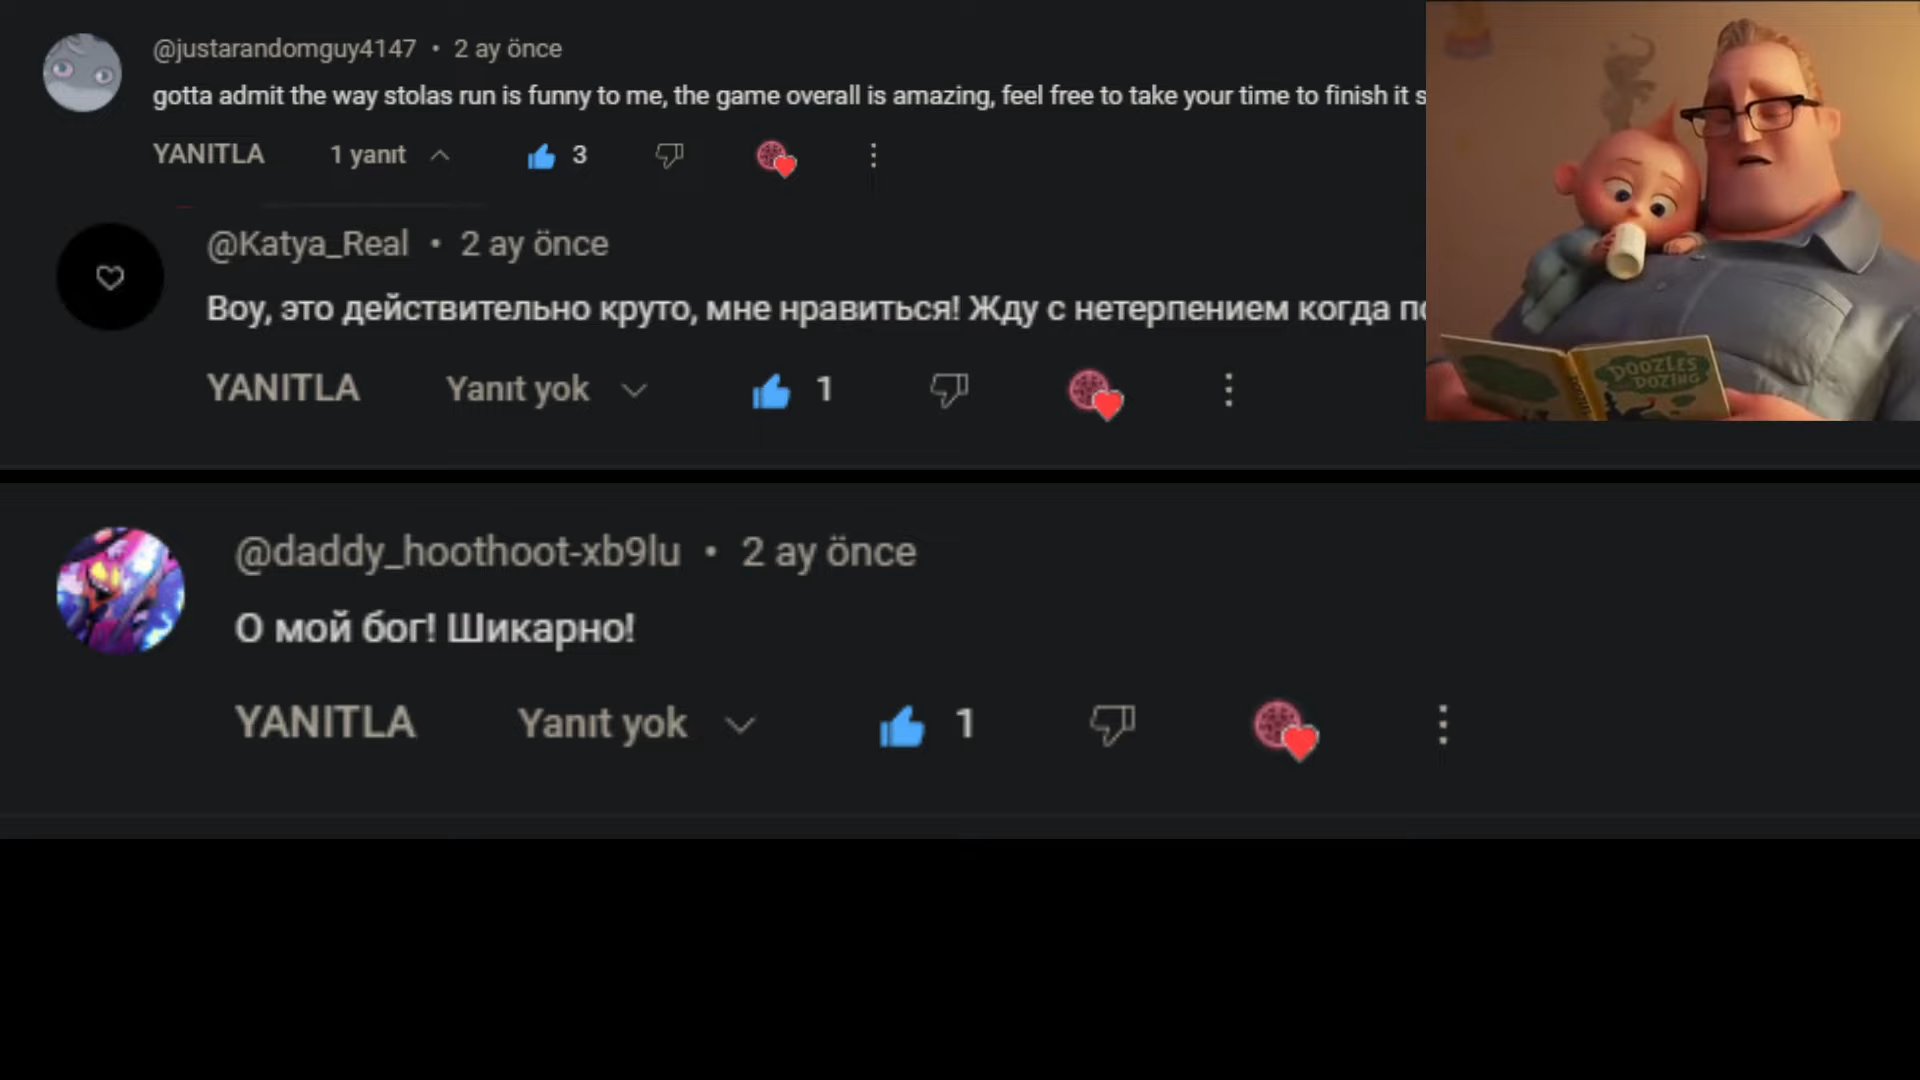 @justarandomguy4147 • 2 ay önce
gotta admit the way stolas run is funny to me, the game overall is amazing, feel free to take your time to finish it s
YANITLA 1 yanıt 3
@Katya_Real • 2 ay önce
Воу, это действительно круто, мне нравиться! Жду с нетерпением когда по
YANITLA Yanıt yok 1
DOOZLES
DOZING
@daddy_hoothoot-xb9lu • 2 ay önce
О мой бог! Шикарно!
YANITLA Yanıt yok 1